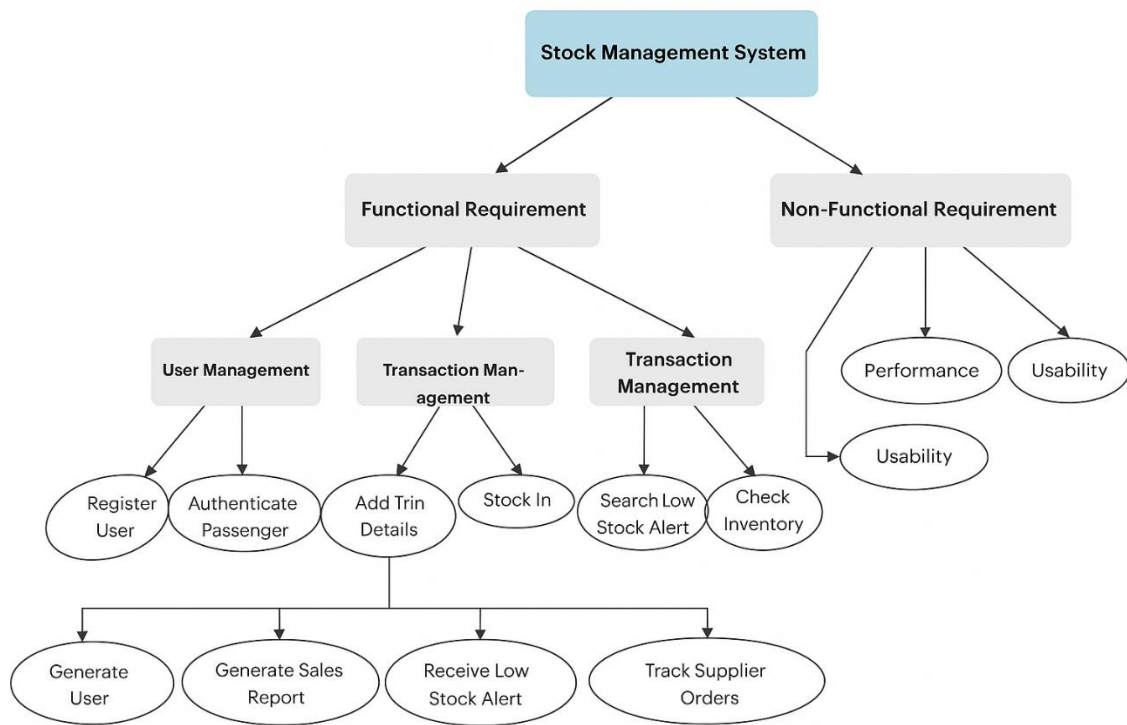 Stock Management System
Functional Requirement
Non-Functional Requirement
User Management
Transaction Man-
agement
Transaction
Management
Performance
Usability
Usability
Register
User
Authenticate
Passenger
Add Trin
Details
Stock In
Search Low
Stock Alert
Check
Inventory
Generate
User
Generate Sales
Report
Receive Low
Stock Alert
Track Supplier
Orders